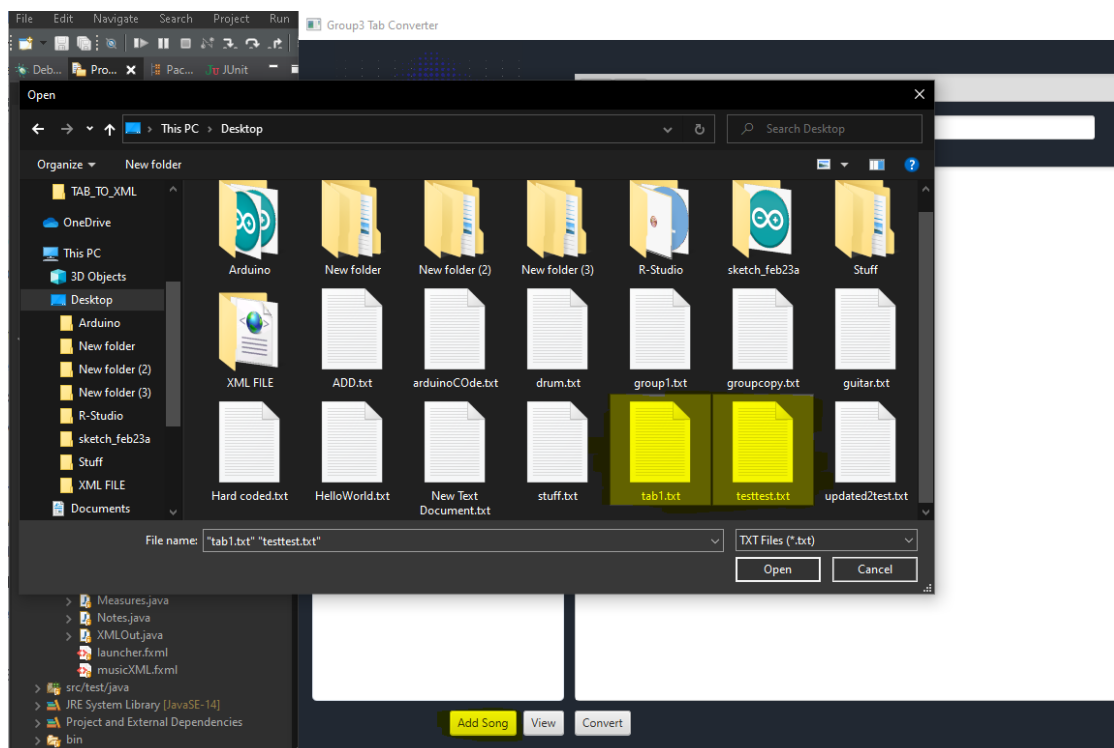 File Edit Navigate Search Project Run
Group3 Tab Converter
Deb... Pro... Pac... JUnit
Open
This PC > Desktop
Search Desktop
Organize
New folder
TAB_TO_XML
OneDrive
This PC
3D Objects
Desktop
Arduino
New folder
New folder (2)
New folder (3)
R-Studio
sketch_feb23a
Stuff
XML FILE
Documents
Arduino New folder New folder (2) New folder (3) R-Studio sketch_feb23a Stuff
XML FILE ADD.txt arduinoCOde.txt drum.txt group1.txt groupcopy.txt guitar.txt
Hard coded.txt HelloWorld.txt New Text Document.txt stuff.txt tab1.txt testtest.txt updated2test.txt
File name: "tab1.txt" "testtest.txt"
TXT Files (*.txt)
Open Cancel
Measures.java
Notes.java
XMLOut.java
launcher.fxml
musicXML.fxml
src/test/java
JRE System Library [JavaSE-14]
Project and External Dependencies
bin
Add Song View Convert